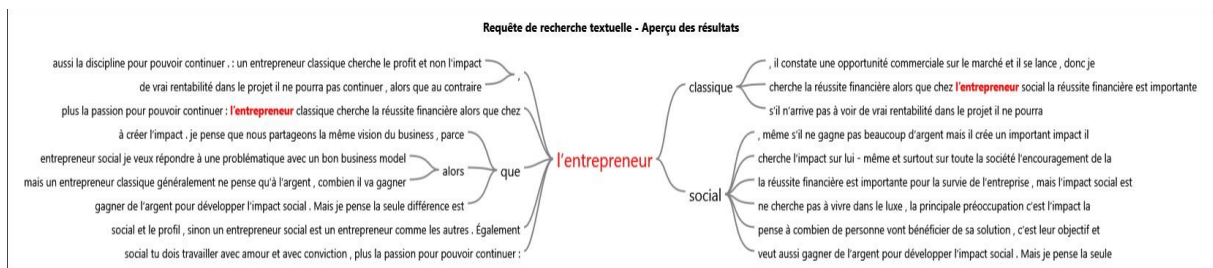 Requête de recherche textuelle - Aperçu des résultats
aussi la discipline pour pouvoir continuer . : un entrepreneur classique cherche le profit et non l'impact
de vrai rentabilité dans le projet il ne pourra pas continuer , alors que au contraire
,
plus la passion pour pouvoir continuer : l'entrepreneur classique cherche la réussite financière alors que chez
à créer l'impact . je pense que nous partageons la même vision du business , parce
entrepreneur social je veux répondre à une problématique avec un bon business model
mais un entrepreneur classique généralement ne pense qu'à l'argent , combien il va gagner
alors
gagner de l'argent pour développer l'impact social . Mais je pense la seule différence est
que
social et le profil , sinon un entrepreneur social est un entrepreneur comme les autres . Également
social tu dois travailler avec amour et avec conviction , plus la passion pour pouvoir continuer :
l'entrepreneur
classique
, il constate une opportunité commerciale sur le marché et il se lance , donc je
cherche la réussite financière alors que chez l'entrepreneur social la réussite financière est importante
s'il n'arrive pas à voir de vrai rentabilité dans le projet il ne pourra
social
, même s'il ne gagne pas beaucoup d'argent mais il crée un important impact il
cherche l'impact sur lui - même et surtout sur toute la société l'encouragement de la
la réussite financière est importante pour la survie de l'entreprise , mais l'impact social est
ne cherche pas à vivre dans le luxe , la principale préoccupation c'est l'impact la
pense à combien de personne vont bénéficier de sa solution , c'est leur objectif et
veut aussi gagner de l'argent pour développer l'impact social . Mais je pense la seule